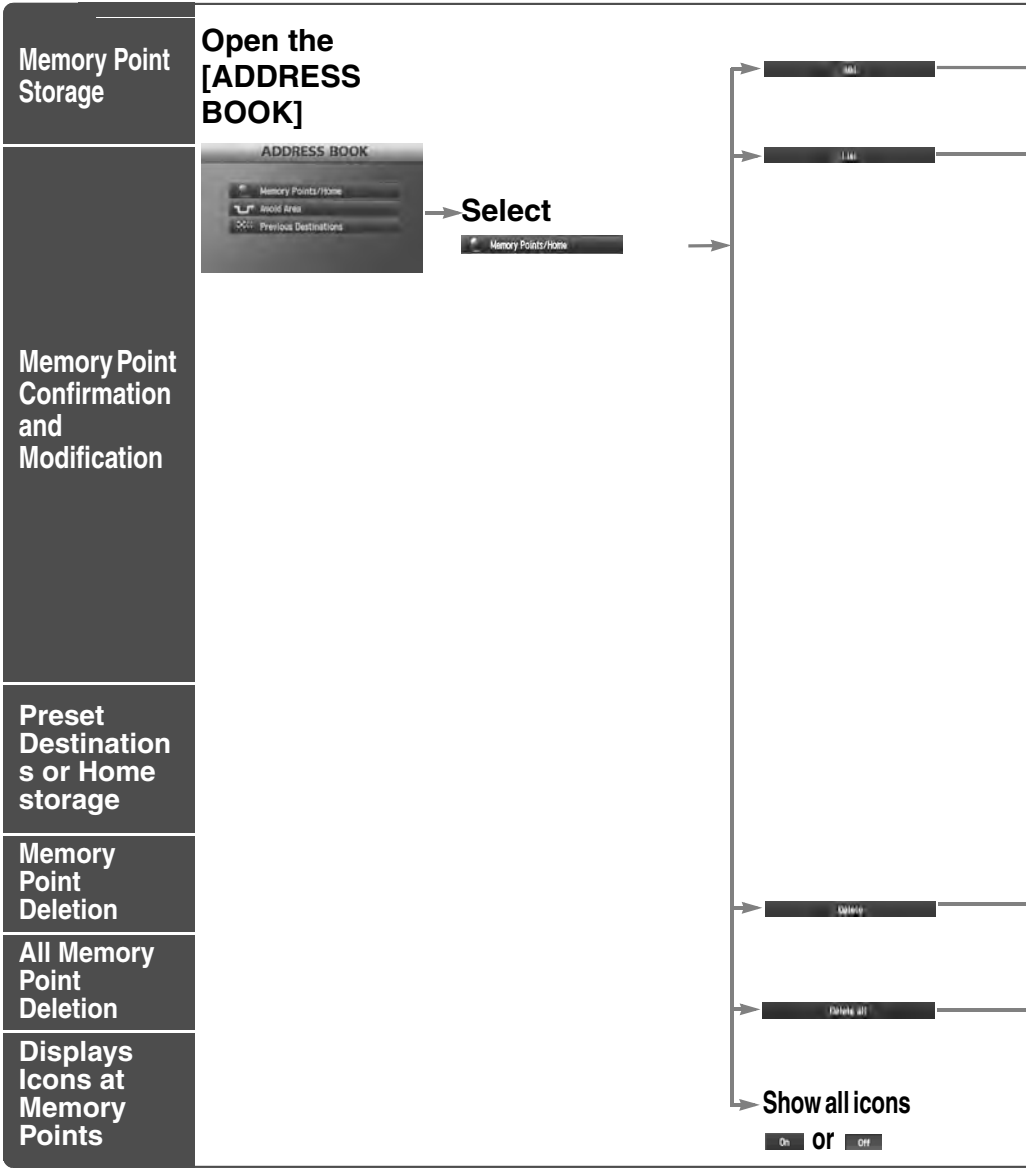 Memory Point
Storage
Open the
[ADDRESS
BOOK]
Add
ADDRESS BOOK
Memory Points/Home
Avoid Area
Previous Destinations
List
Select
Memory Points/Home
Memory Point
Confirmation
and
Modification
Preset
Destination
s or Home
storage
Memory
Point
Deletion
Delete
All Memory
Point
Deletion
Delete all
Displays
Icons at
Memory
Points
Show all icons
On or Off